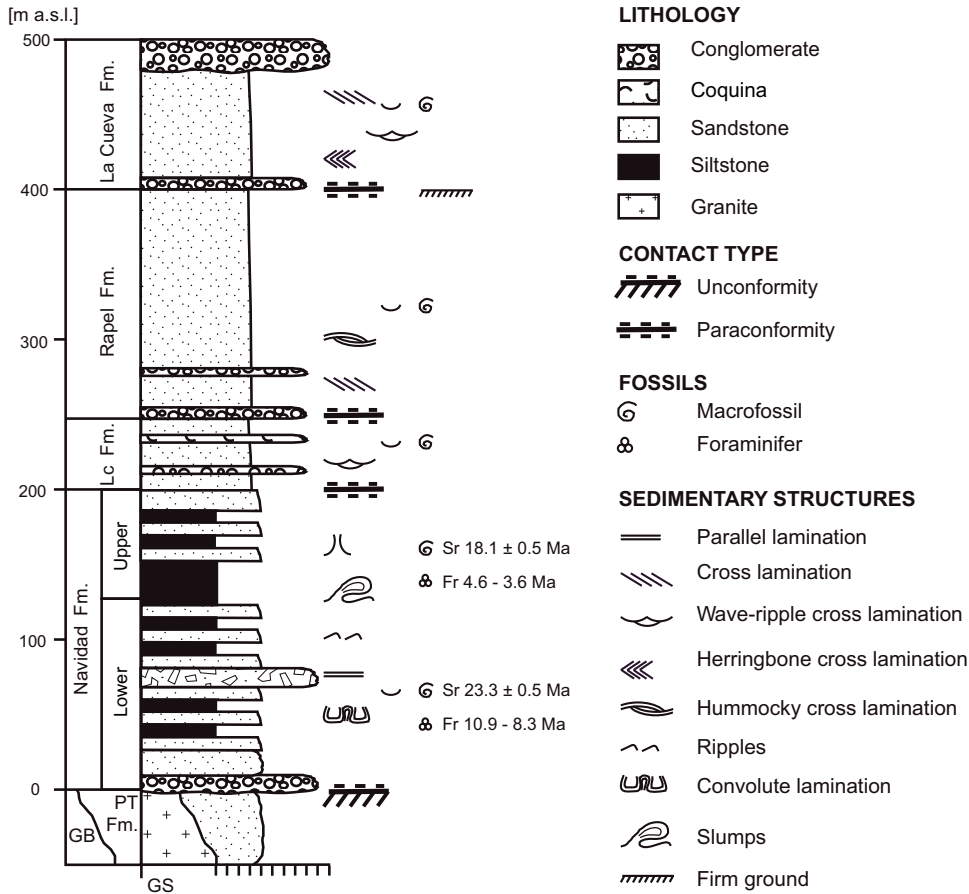 [m a.s.l.]
500
400
300
200
100
0
La Cueva Fm.
Rapel Fm.
Lc Fm.
Navidad Fm.
Upper
Lower
PT
Fm.
GB
GS
Sr 18.1 ± 0.5 Ma
Fr 4.6 - 3.6 Ma
Sr 23.3 ± 0.5 Ma
Fr 10.9 - 8.3 Ma
LITHOLOGY
Conglomerate
Coquina
Sandstone
Siltstone
Granite
CONTACT TYPE
Unconformity
Paraconformity
FOSSILS
Macrofossil
Foraminifer
SEDIMENTARY STRUCTURES
Parallel lamination
Cross lamination
Wave-ripple cross lamination
Herringbone cross lamination
Hummocky cross lamination
Ripples
Convolute lamination
Slumps
Firm ground